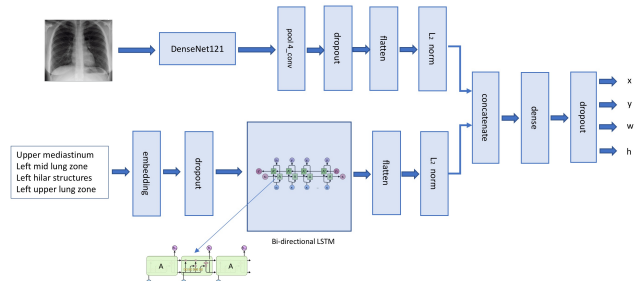 DenseNet121
pool 4_conv
dropout
flatten
L₂ norm
concatenate
dense
dropout
x
y
w
h
Upper mediastinum
Left mid lung zone
Left hilar structures
Left upper lung zone
embedding
dropout
Bi-directional LSTM
flatten
L₂ norm
A
A